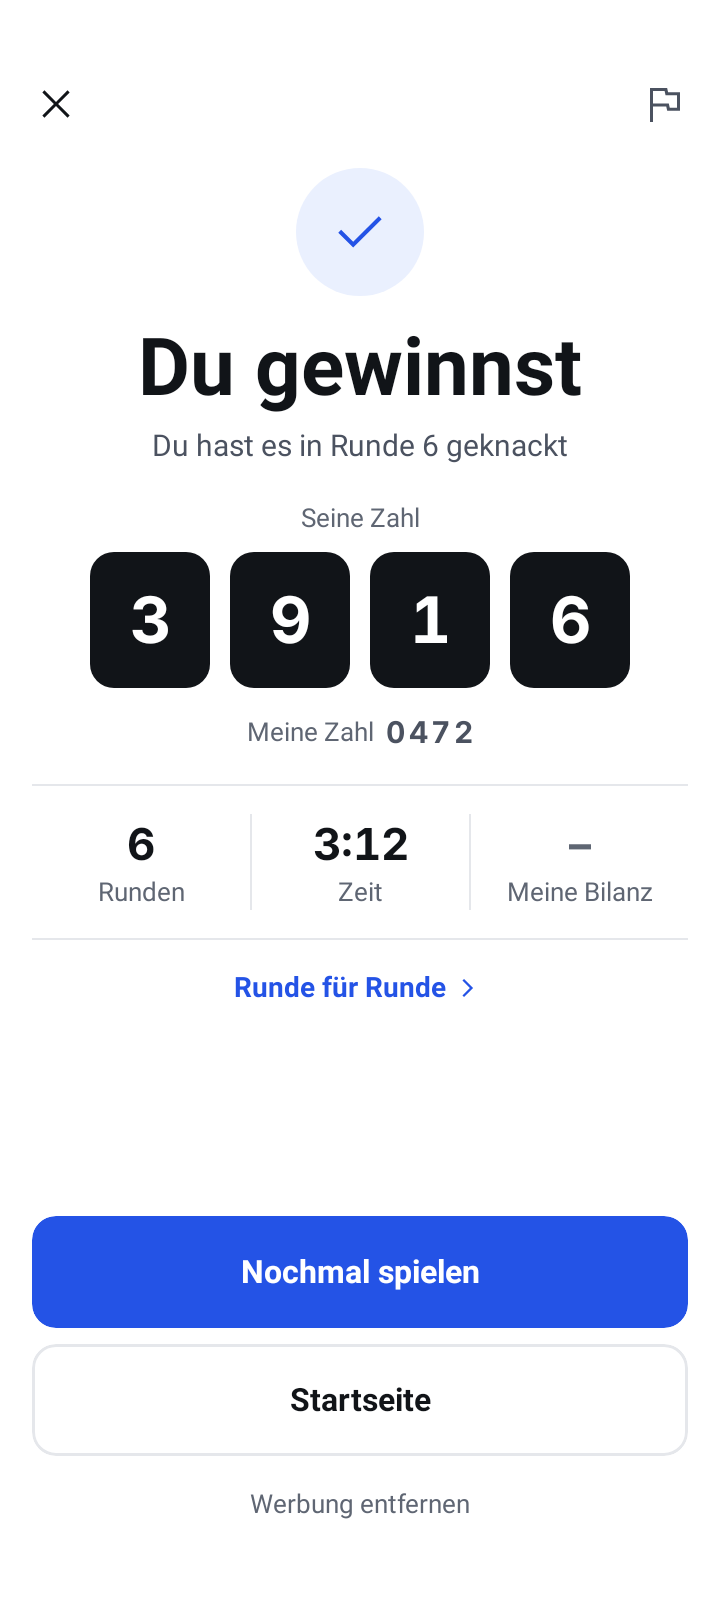 Du gewinnst
Du hast es in Runde 6 geknackt
Seine Zahl
3 9 1 6
Meine Zahl 0472
6 3:12 –
Runden Zeit Meine Bilanz
Runde für Runde
Nochmal spielen
Startseite
Werbung entfernen